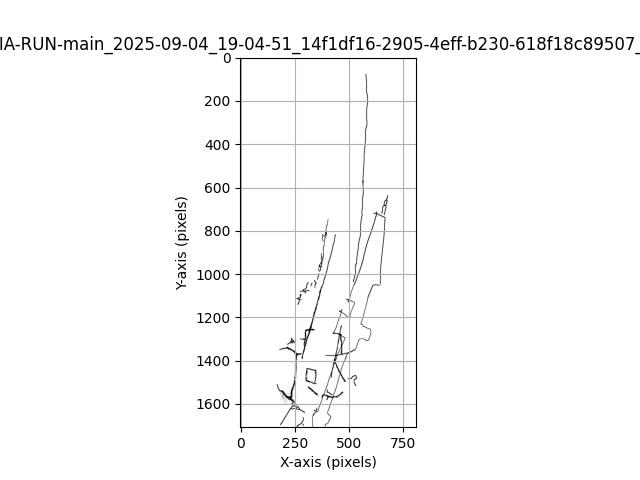 IA-RUN-main_2025-09-04_19-04-51_14f1df16-2905-4eff-b230-618f18c89507_
0
200
400
600
800
1000
1200
1400
1600
Y-axis (pixels)
0 250 500 750
X-axis (pixels)